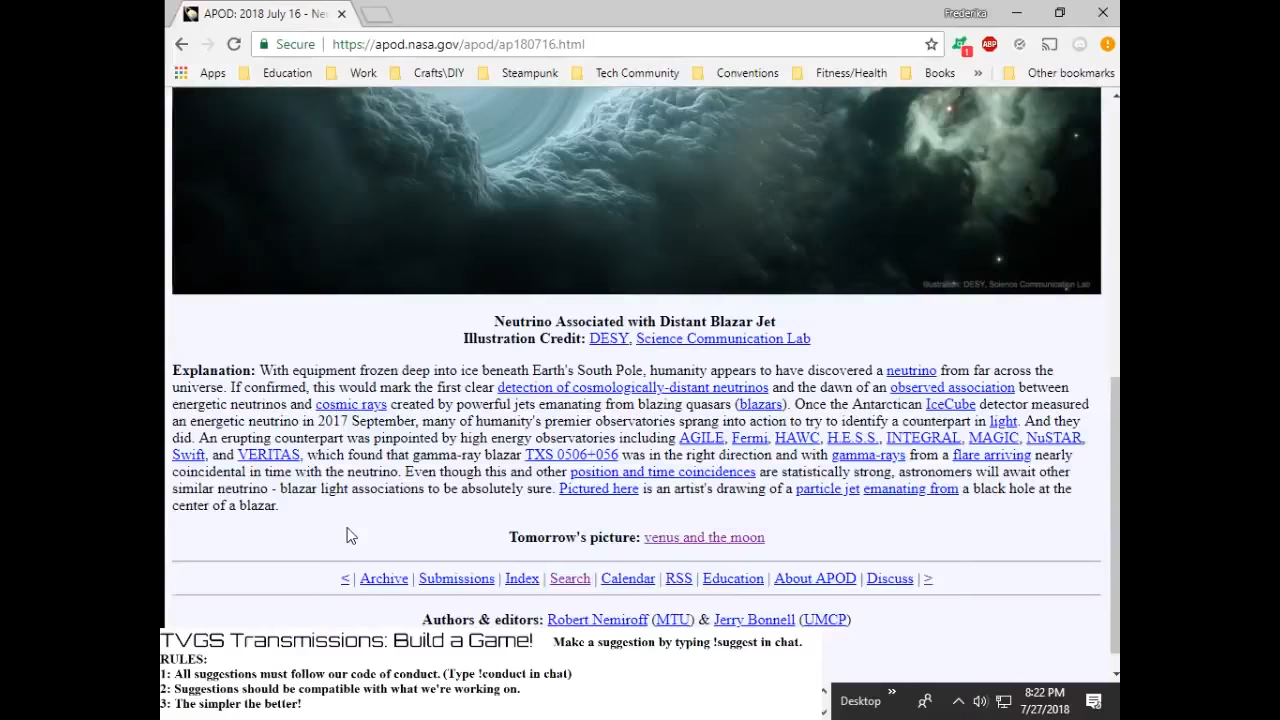 APOD: 2018 July 16 - Ne
Frederika
Secure | https://apod.nasa.gov/apod/ap180716.html
ABP
1
Apps Education Work Crafts\DIY Steampunk Tech Community Conventions Fitness/Health Books » Other bookmarks
Illustration: DESY, Science Communication Lab
Neutrino Associated with Distant Blazar Jet
Illustration Credit: DESY, Science Communication Lab
Explanation: With equipment frozen deep into ice beneath Earth's South Pole, humanity appears to have discovered a neutrino from far across the
universe. If confirmed, this would mark the first clear detection of cosmologically-distant neutrinos and the dawn of an observed association between
energetic neutrinos and cosmic rays created by powerful jets emanating from blazing quasars (blazars). Once the Antarctican IceCube detector measured
an energetic neutrino in 2017 September, many of humanity's premier observatories sprang into action to try to identify a counterpart in light. And they
did. An erupting counterpart was pinpointed by high energy observatories including AGILE, Fermi, HAWC, H.E.S.S., INTEGRAL, MAGIC, NuSTAR,
Swift, and VERITAS, which found that gamma-ray blazar TXS 0506+056 was in the right direction and with gamma-rays from a flare arriving nearly
coincidental in time with the neutrino. Even though this and other position and time coincidences are statistically strong, astronomers will await other
similar neutrino - blazar light associations to be absolutely sure. Pictured here is an artist's drawing of a particle jet emanating from a black hole at the
center of a blazar.
Tomorrow's picture: venus and the moon
< | Archive | Submissions | Index | Search | Calendar | RSS | Education | About APOD | Discuss | >
Authors & editors: Robert Nemiroff (MTU) & Jerry Bonnell (UMCP)
TVGS Transmissions: Build a Game! Make a suggestion by typing !suggest in chat.
RULES:
1: All suggestions must follow our code of conduct. (Type !conduct in chat)
2: Suggestions should be compatible with what we're working on.
3: The simpler the better!
Desktop »
8:22 PM
7/27/2018